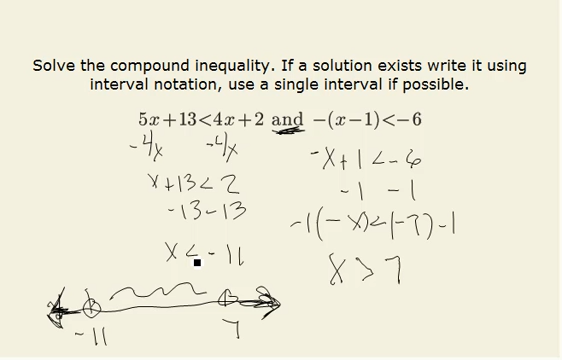 Solve the compound inequality. If a solution exists write it using
interval notation, use a single interval if possible.
5x+13<4x+2 and −(x−1)<−6
-4x -4x
x+13<2
-13-13
x<-11
-x+1<-6
-1 -1
-1(-x)<(-7)-1
x>7
-11 7